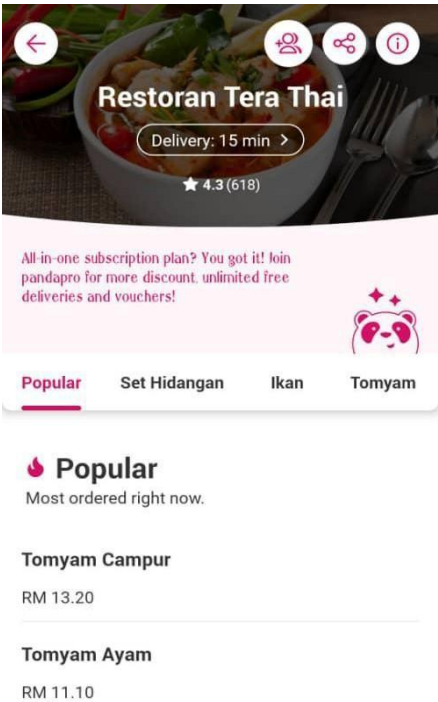 Restoran Tera Thai
Delivery: 15 min >
4.3 (618)
All-in-one subscription plan? You got it! Join
pandapro for more discount, unlimited free
deliveries and vouchers!
Popular Set Hidangan Ikan Tomyam
Popular
Most ordered right now.
Tomyam Campur
RM 13.20
Tomyam Ayam
RM 11.10